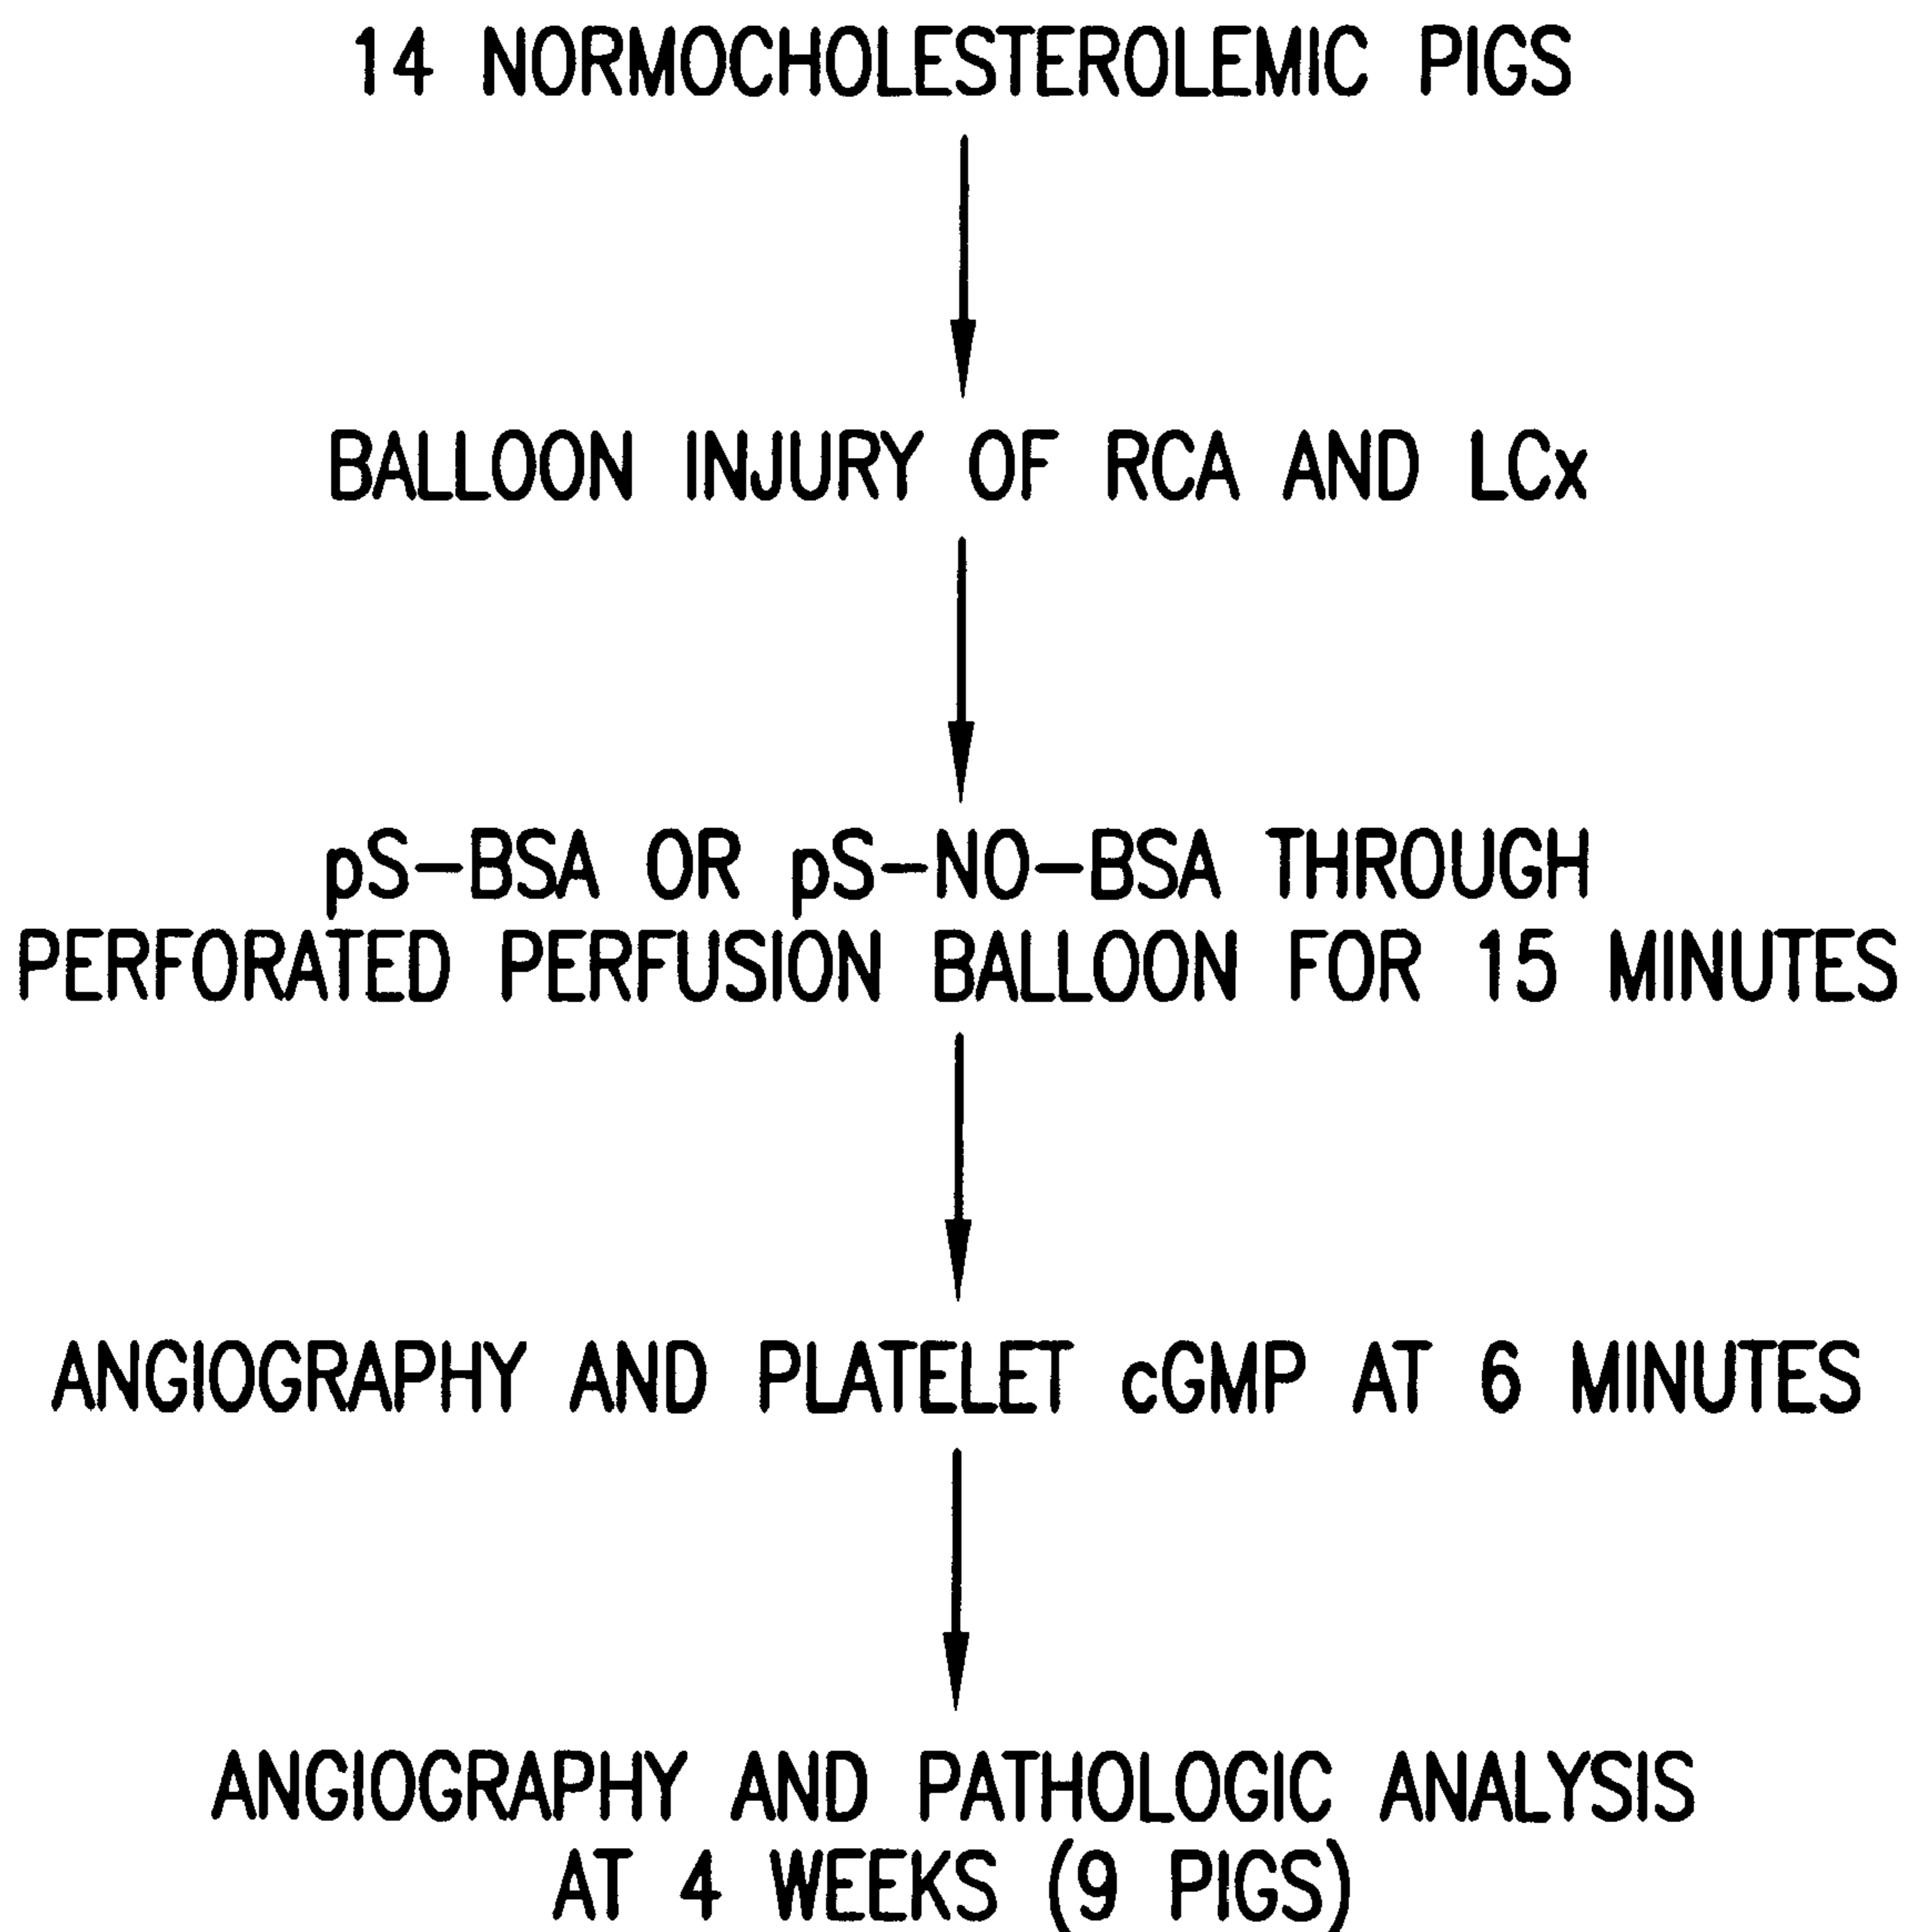 14 NORMOCHOLESTEROLEMIC PIGS
BALLOON INJURY OF RCA AND LCx
pS-BSA OR pS-NO-BSA THROUGH
PERFORATED PERFUSION BALLOON FOR 15 MINUTES
ANGIOGRAPHY AND PLATELET cGMP AT 6 MINUTES
ANGIOGRAPHY AND PATHOLOGIC ANALYSIS
AT 4 WEEKS (9 PIGS)